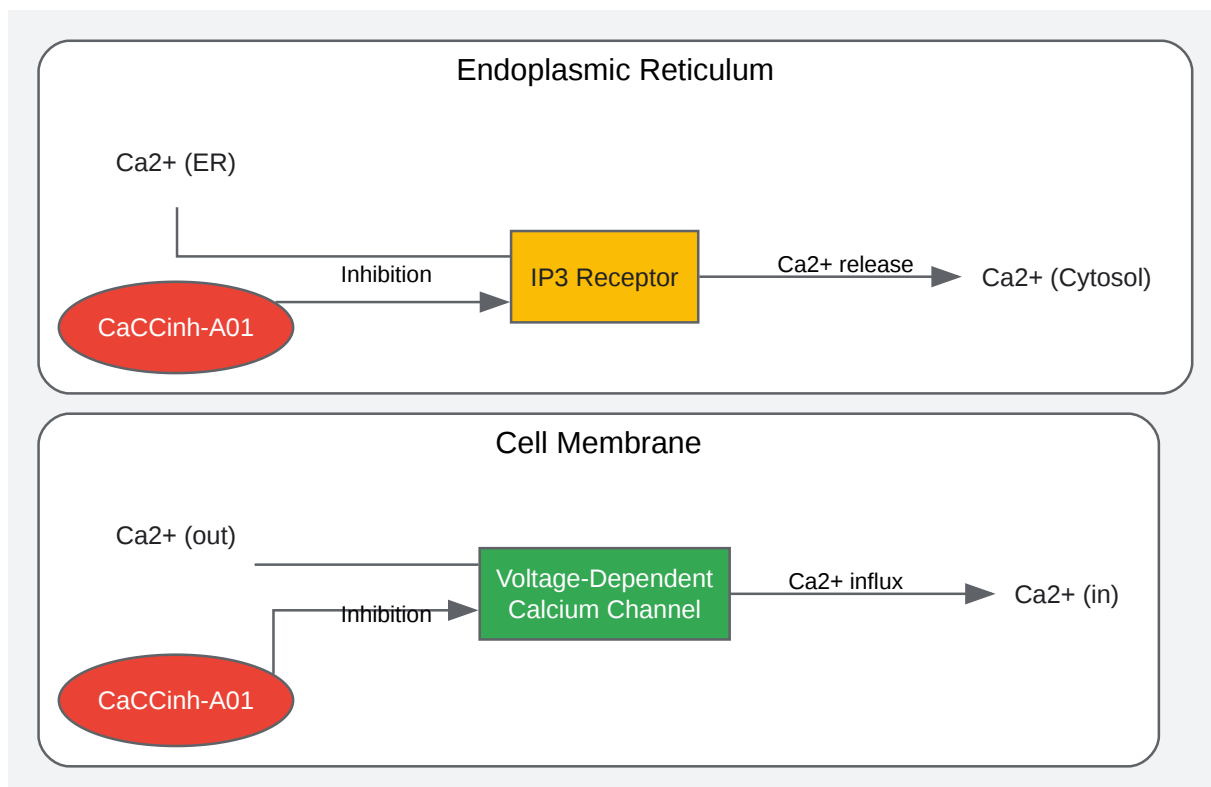 Endoplasmic Reticulum
Ca2+ (ER)
Inhibition
IP3 Receptor
Ca2+ release
Ca2+ (Cytosol)
CaCCinh-A01
Cell Membrane
Ca2+ (out)
Voltage-Dependent
Calcium Channel
Ca2+ influx
Ca2+ (in)
Inhibition
CaCCinh-A01